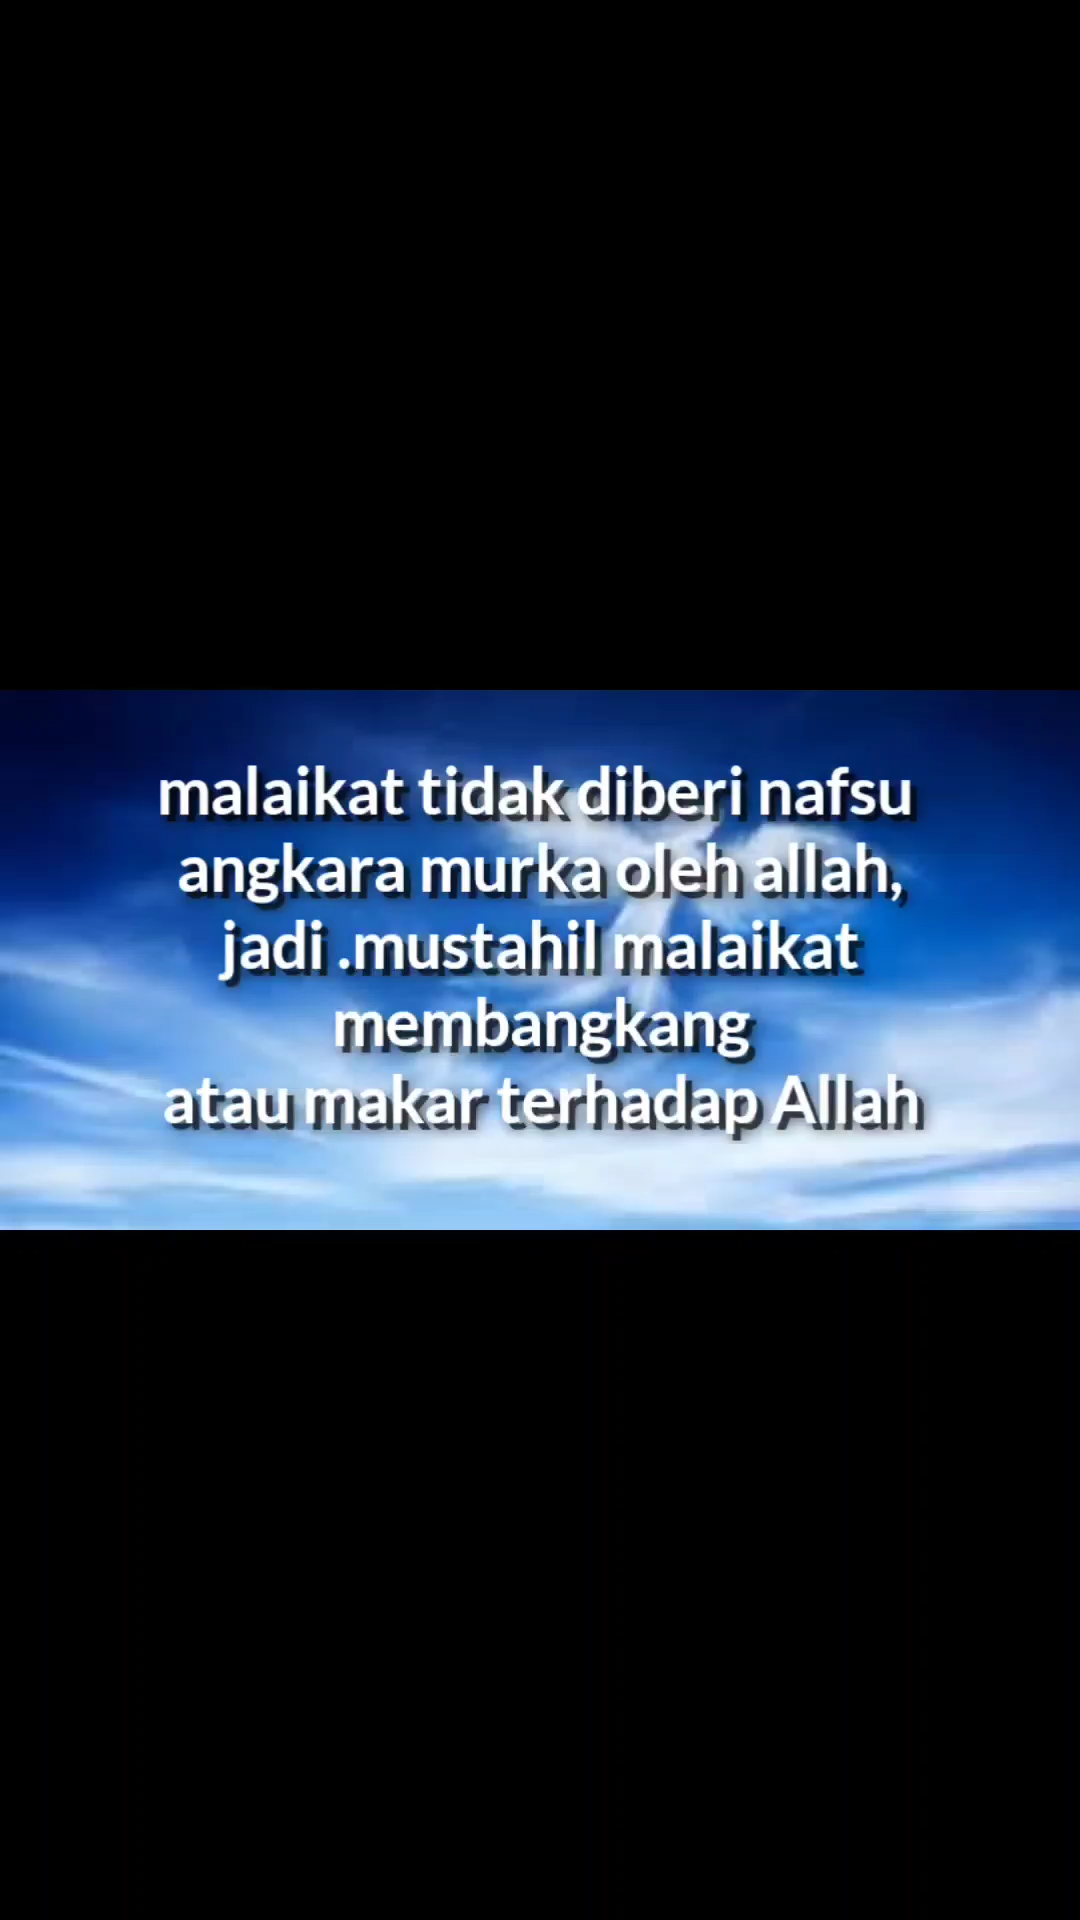 malaikat tidak diberi nafsu
angkara murka oleh allah,
jadi .mustahil malaikat
membangkang
atau makar terhadap Allah